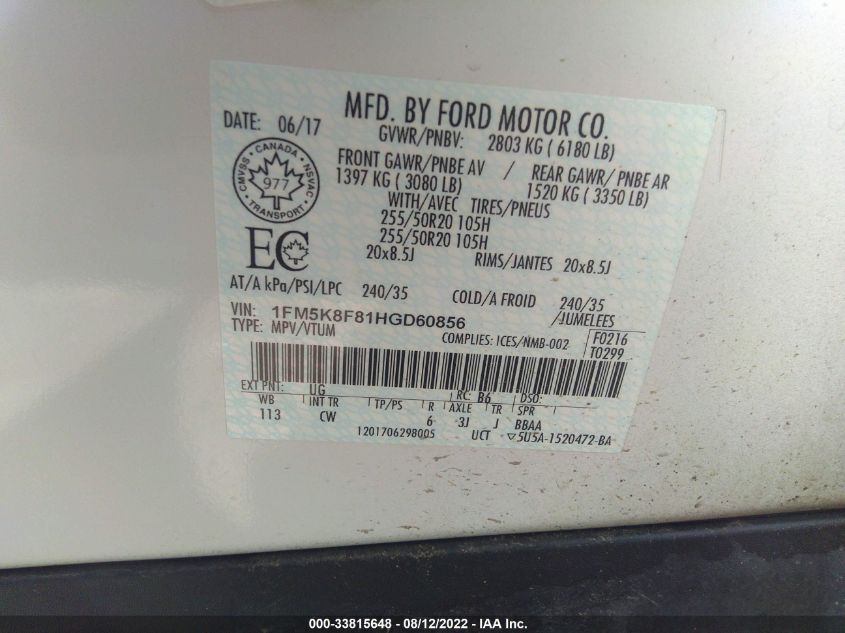 MFD. BY FORD MOTOR CO.
DATE: 06/17
GVWR/PNBV: 2803 KG ( 6180 LB)
FRONT GAWR/PNBE AV / REAR GAWR/ PNBE AR
1397 KG ( 3080 LB) 1520 KG ( 3350 LB)
CANADA
CMVSS 977 NSVAC
TRANSPORT
WITH/AVEC TIRES/PNEUS
255/50R20 105H
255/50R20 105H
EC
20x8.5J RIMS/JANTES 20x8.5J
AT/A kPa/PSI/LPC 240/35 COLD/A FROID 240/35
VIN: 1FM5K8F81HGD60856 /JUMELEES
TYPE: MPV/VTUM COMPLIES: ICES/NMB-002 F0216
T0299
EXT PNT: UG RC: B6 DSO:
WB INT TR TP/PS R AXLE TR SPR
113 CW 6 3J J BBAA
1201706298005 UCT 5U5A-1520472-BA
000-33815648 - 08/12/2022 - IAA Inc.